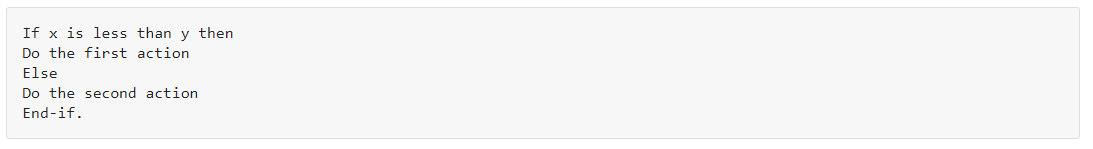 If x is less than y then
Do the first action
Else
Do the second action
End-if.